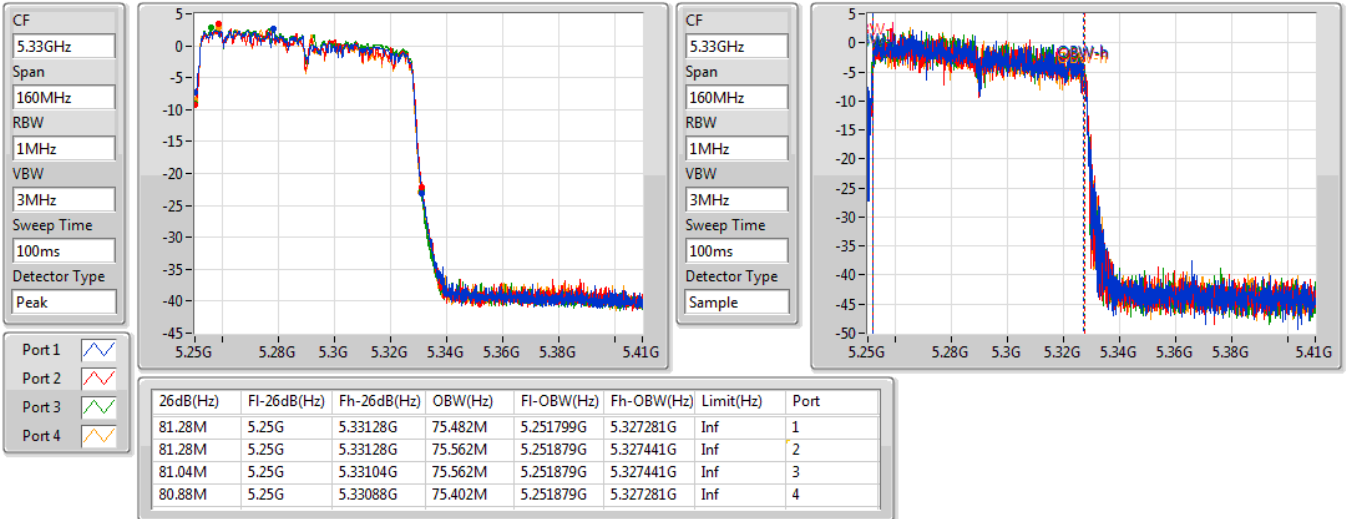 CF
5.33GHz
Span
160MHz
RBW
1MHz
VBW
3MHz
Sweep Time
100ms
Detector Type
Peak
5
0
-5
-10
-15
-20
-25
-30
-35
-40
-45
5.25G 5.28G 5.3G 5.32G 5.34G 5.36G 5.38G 5.41G
CF
5.33GHz
Span
160MHz
RBW
1MHz
VBW
3MHz
Sweep Time
100ms
Detector Type
Sample
5
0
-5
-10
-15
-20
-25
-30
-35
-40
-45
-50
OBW-h
5.25G 5.28G 5.3G 5.32G 5.34G 5.36G 5.38G 5.41G
Port 1
Port 2
Port 3
Port 4
26dB(Hz) Fl-26dB(Hz) Fh-26dB(Hz) OBW(Hz) Fl-OBW(Hz) Fh-OBW(Hz) Limit(Hz) Port
81.28M 5.25G 5.33128G 75.482M 5.251799G 5.327281G Inf 1
81.28M 5.25G 5.33128G 75.562M 5.251879G 5.327441G Inf 2
81.04M 5.25G 5.33104G 75.562M 5.251879G 5.327441G Inf 3
80.88M 5.25G 5.33088G 75.402M 5.251879G 5.327281G Inf 4